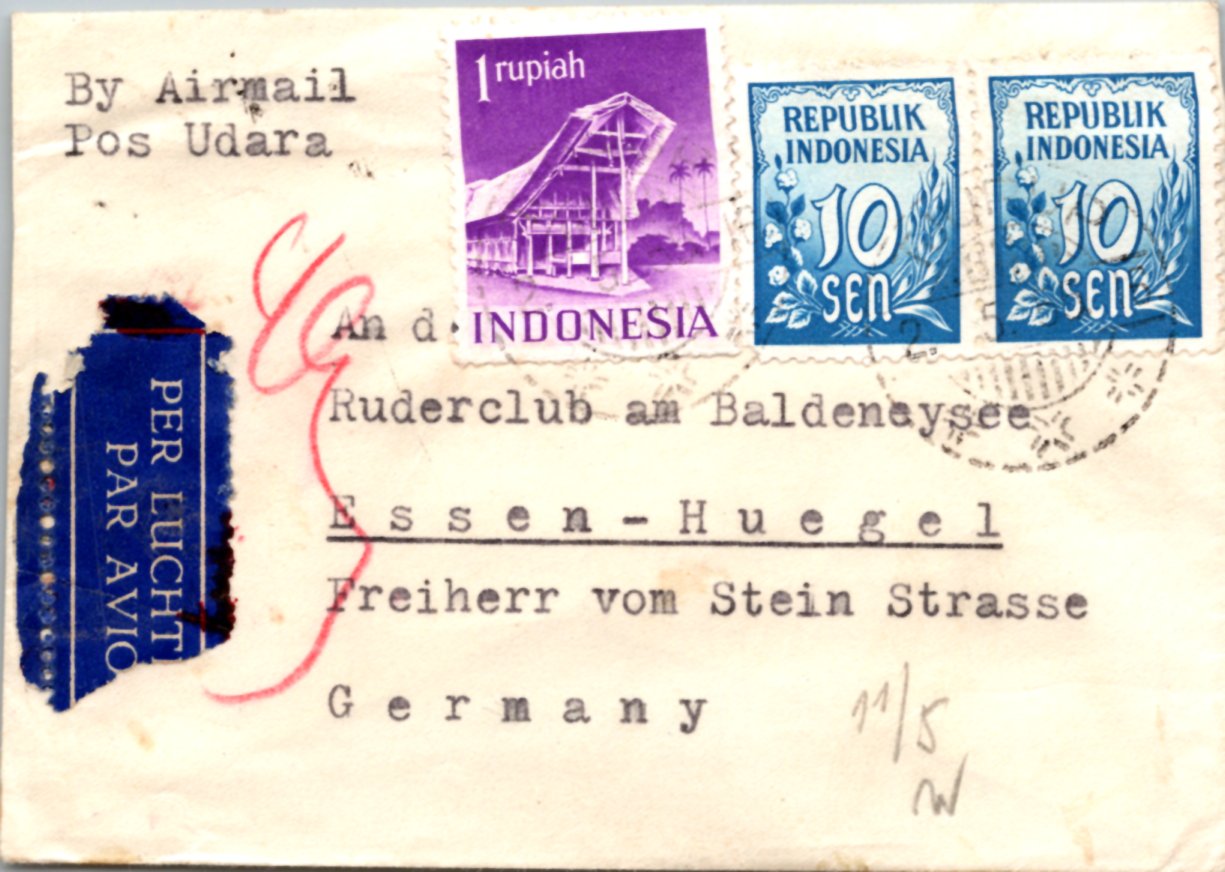 By Airmail
Pos Udara
1 rupiah
INDONESIA
REPUBLIK
INDONESIA
10
SEN
REPUBLIK
INDONESIA
10
SEN
An d.
Ruderclub am Baldeneysee
Essen-Huegel
Freiherr vom Stein Strasse
Germany
PER LUCHT
PAR AVIO
11/5